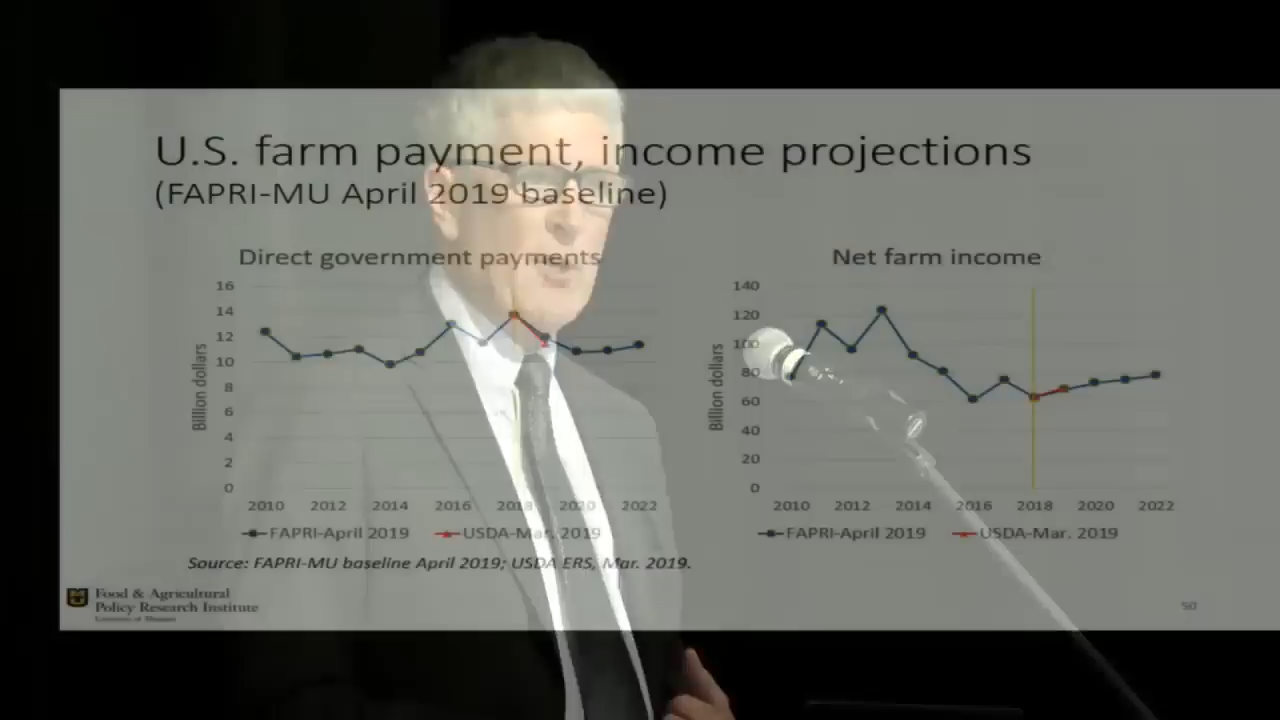 U.S. farm payment, income projections
(FAPRI-MU April 2019 baseline)
Direct government payments
16
14
12
10
8
6
4
2
0
Billion dollars
2010 2012 2014 2016 2018 2020 2022
FAPRI-April 2019 USDA-Mar. 2019
Net farm income
140
120
100
80
60
40
20
0
Billion dollars
2010 2012 2014 2016 2018 2020 2022
FAPRI-April 2019 USDA-Mar. 2019
Source: FAPRI-MU baseline April 2019; USDA ERS, Mar. 2019.
Food & Agricultural
Policy Research Institute
University of Missouri
50